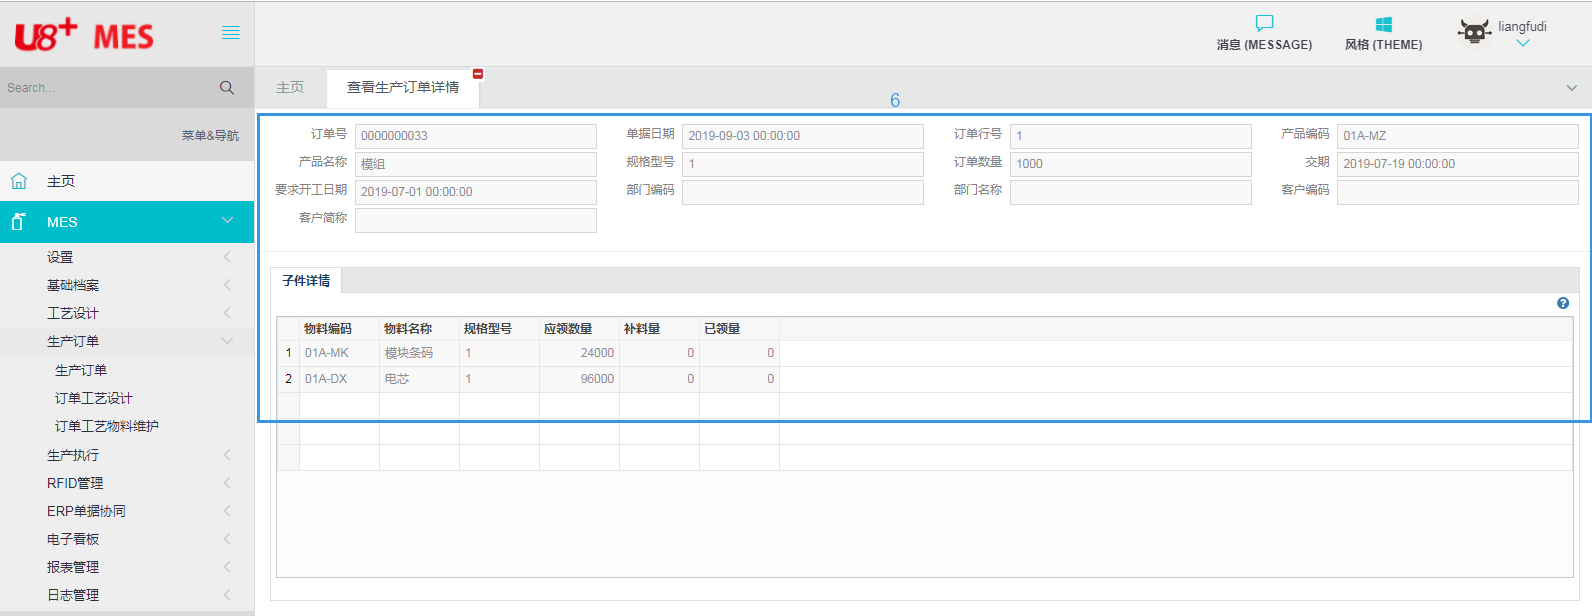 U8+ MES
消息 (MESSAGE)
风格 (THEME)
liangfudi
Search...
主页
查看生产订单详情
6
菜单&导航
主页
MES
设置
基础档案
工艺设计
生产订单
生产订单
订单工艺设计
订单工艺物料维护
生产执行
RFID管理
ERP单据协同
电子看板
报表管理
日志管理
订单号 0000000033 单据日期 2019-09-03 00:00:00 订单行号 1 产品编码 01A-MZ
产品名称 模组 规格型号 1 订单数量 1000 交期 2019-07-19 00:00:00
要求开工日期 2019-07-01 00:00:00 部门编码 部门名称 客户编码
客户简称
子件详情
?
物料编码 物料名称 规格型号 应领数量 补料量 已领量
1 01A-MK 模块条码 1 24000 0 0
2 01A-DX 电芯 1 96000 0 0